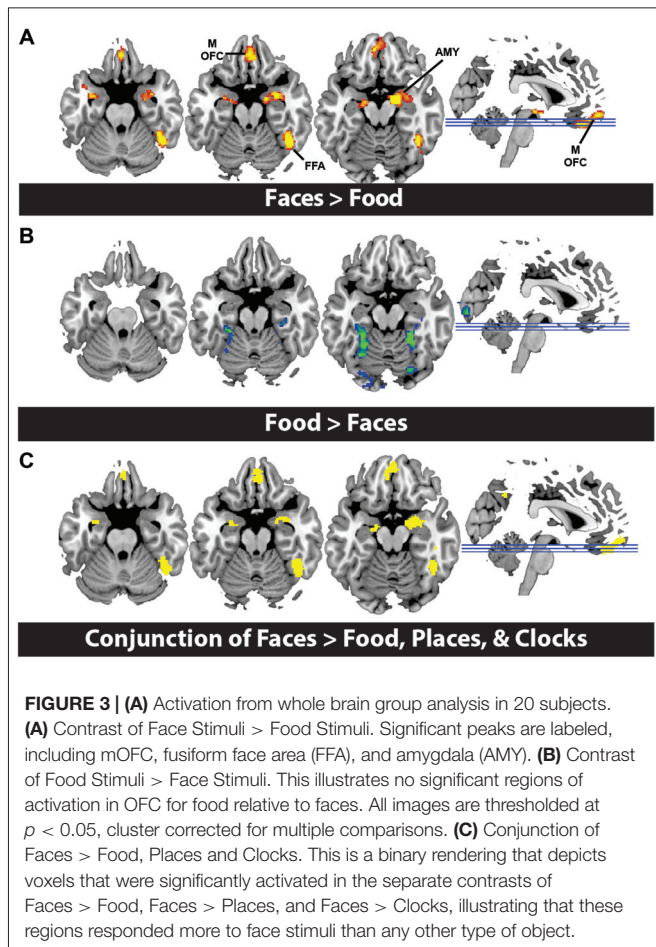 A
M
OFC
AMY
FFA
M
OFC
Faces > Food
B
Food > Faces
C
Conjunction of Faces > Food, Places, & Clocks
FIGURE 3 | (A) Activation from whole brain group analysis in 20 subjects.
(A) Contrast of Face Stimuli > Food Stimuli. Significant peaks are labeled,
including mOFC, fusiform face area (FFA), and amygdala (AMY). (B) Contrast
of Food Stimuli > Face Stimuli. This illustrates no significant regions of
activation in OFC for food relative to faces. All images are thresholded at
p < 0.05, cluster corrected for multiple comparisons. (C) Conjunction of
Faces > Food, Places and Clocks. This is a binary rendering that depicts
voxels that were significantly activated in the separate contrasts of
Faces > Food, Faces > Places, and Faces > Clocks, illustrating that these
regions responded more to face stimuli than any other type of object.